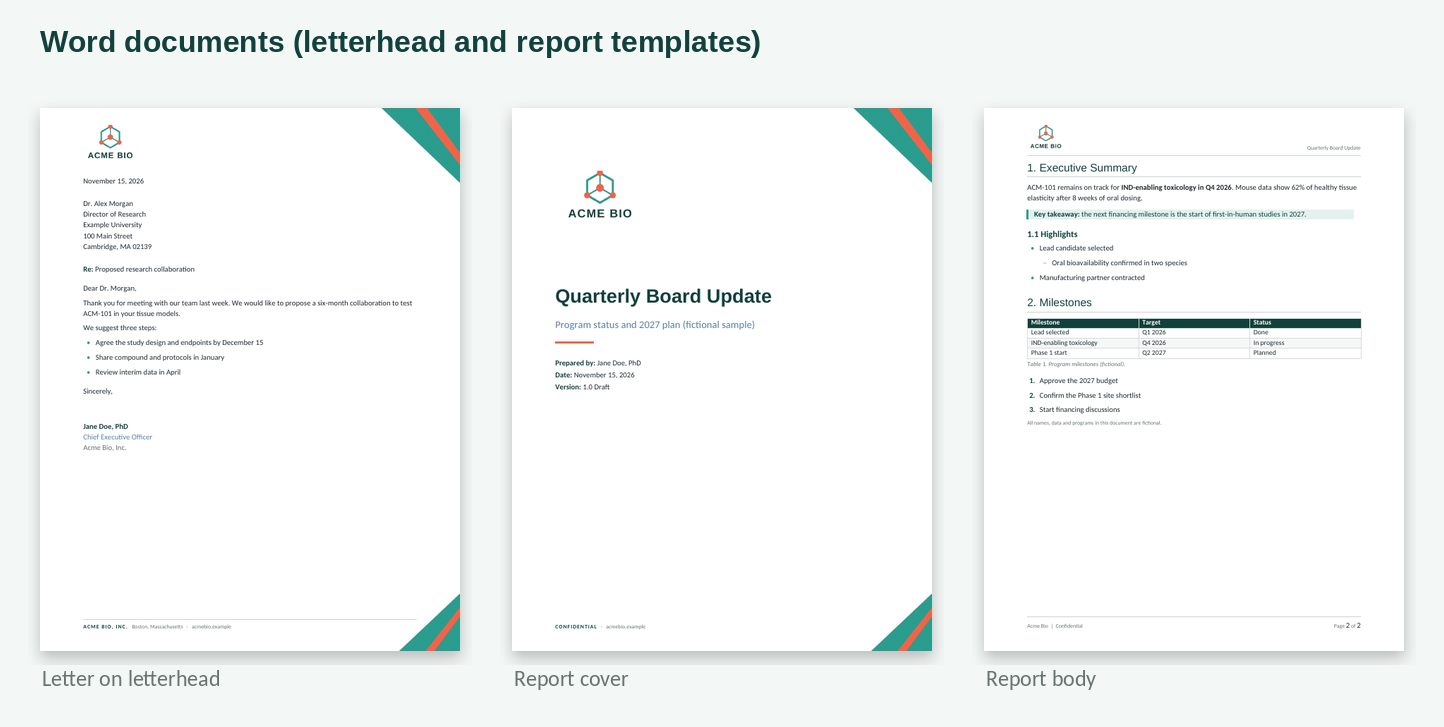 Word documents (letterhead and report templates)
ACME BIO
November 15, 2026
Dr. Alex Morgan
Director of Research
Example University
100 Main Street
Cambridge, MA 02139
Re: Proposed research collaboration
Dear Dr. Morgan,
Thank you for meeting with our team last week. We would like to propose a six-month collaboration to test
ACM-101 in your tissue models.
We suggest three steps:
• Agree the study design and endpoints by December 15
• Share compound and protocols in January
• Review interim data in April
Sincerely,
Jane Doe, PhD
Chief Executive Officer
Acme Bio, Inc.
ACME BIO, INC. Boston, Massachusetts - acmebio.example
Letter on letterhead
ACME BIO
Quarterly Board Update
Program status and 2027 plan (fictional sample)
Prepared by: Jane Doe, PhD
Date: November 15, 2026
Version: 1.0 Draft
CONFIDENTIAL - acmebio.example
Report cover
ACME BIO
Quarterly Board Update
1. Executive Summary
ACM-101 remains on track for IND-enabling toxicology in Q4 2026. Mouse data show 62% of healthy tissue
elasticity after 8 weeks of oral dosing.
Key takeaway: the next financing milestone is the start of first-in-human studies in 2027.
1.1 Highlights
• Lead candidate selected
– Oral bioavailability confirmed in two species
• Manufacturing partner contracted
2. Milestones
Milestone Target Status
Lead selected Q1 2026 Done
IND-enabling toxicology Q4 2026 In progress
Phase 1 start Q2 2027 Planned
Table 1. Program milestones (fictional).
1. Approve the 2027 budget
2. Confirm the Phase 1 site shortlist
3. Start financing discussions
All names, data and programs in this document are fictional.
Acme Bio | Confidential
Page 2 of 2
Report body